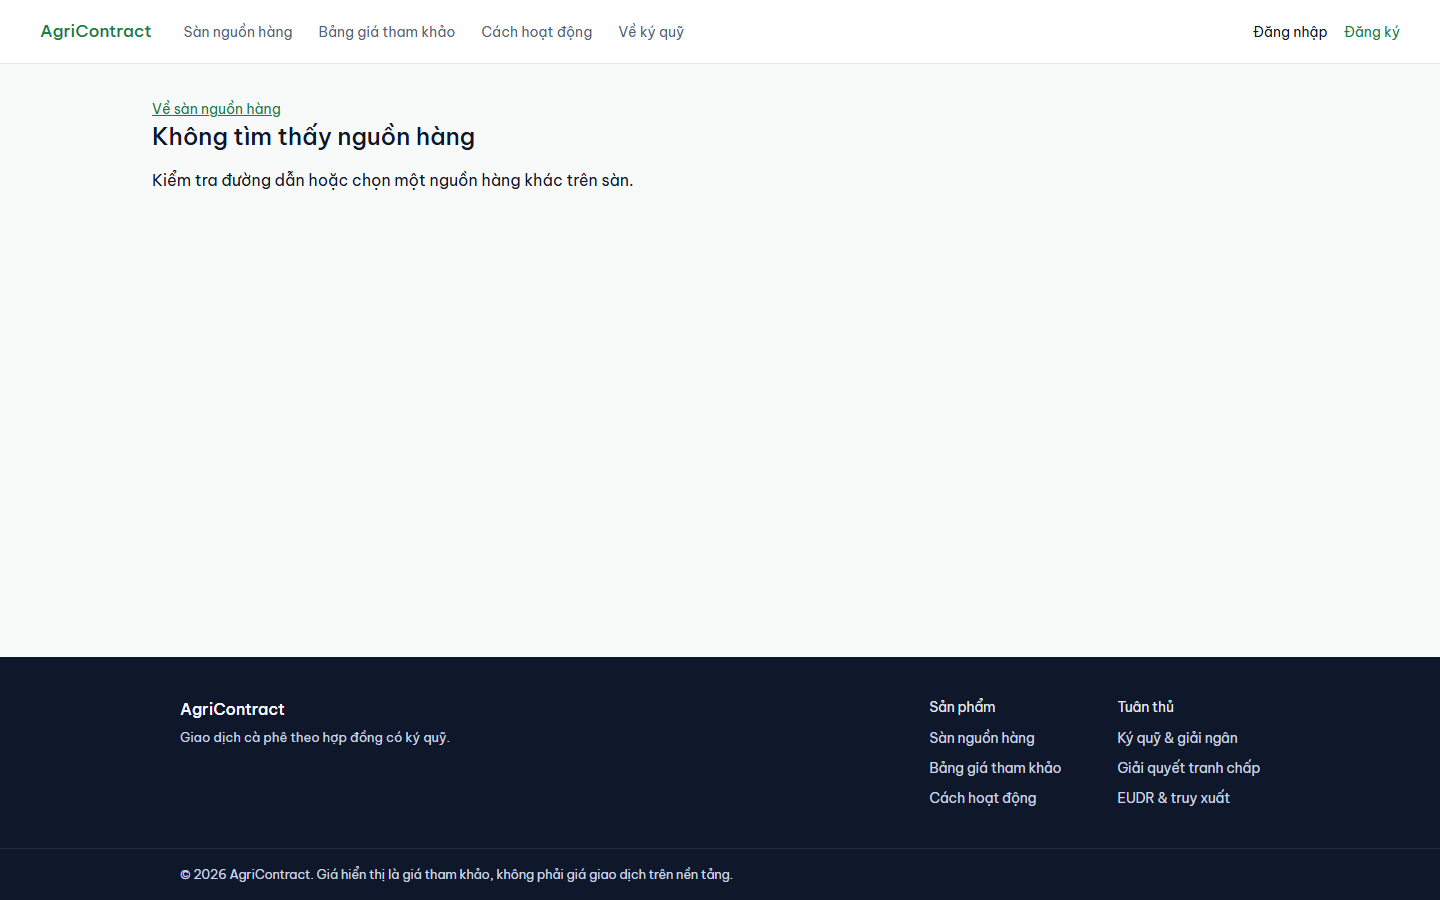 AgriContract
Sàn nguồn hàng
Bảng giá tham khảo
Cách hoạt động
Về ký quỹ
Đăng nhập
Đăng ký
Về sàn nguồn hàng
Không tìm thấy nguồn hàng
Kiểm tra đường dẫn hoặc chọn một nguồn hàng khác trên sàn.
AgriContract
Giao dịch cà phê theo hợp đồng có ký quỹ.
Sản phẩm
Sàn nguồn hàng
Bảng giá tham khảo
Cách hoạt động
Tuân thủ
Ký quỹ & giải ngân
Giải quyết tranh chấp
EUDR & truy xuất
© 2026 AgriContract. Giá hiển thị là giá tham khảo, không phải giá giao dịch trên nền tảng.